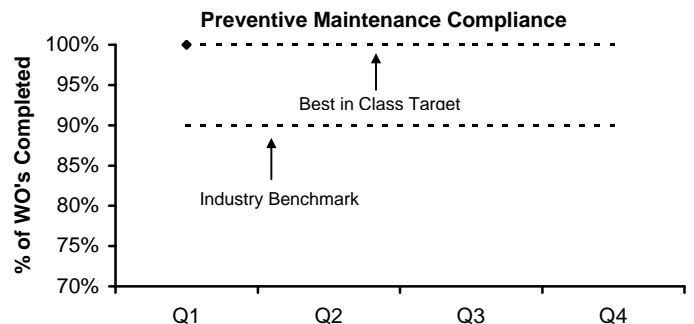 Preventive Maintenance Compliance
% of WO's Completed
100%
95%
90%
85%
80%
75%
70%
Best in Class Target
Industry Benchmark
Q1 Q2 Q3 Q4